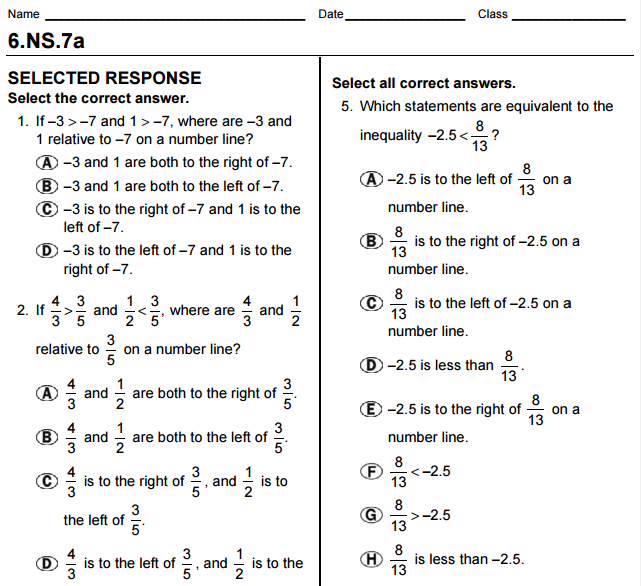 Name Date Class
6.NS.7a
SELECTED RESPONSE
Select the correct answer.
1. If –3 > –7 and 1 > –7, where are –3 and
1 relative to –7 on a number line?
A –3 and 1 are both to the right of –7.
B –3 and 1 are both to the left of –7.
C –3 is to the right of –7 and 1 is to the
left of –7.
D –3 is to the left of –7 and 1 is to the
right of –7.
2. If 4/3 > 3/5 and 1/2 < 3/5, where are 4/3 and 1/2
relative to 3/5 on a number line?
A 4/3 and 1/2 are both to the right of 3/5.
B 4/3 and 1/2 are both to the left of 3/5.
C 4/3 is to the right of 3/5, and 1/2 is to
the left of 3/5.
D 4/3 is to the left of 3/5, and 1/2 is to the
Select all correct answers.
5. Which statements are equivalent to the
inequality –2.5 < 8/13 ?
A –2.5 is to the left of 8/13 on a
number line.
B 8/13 is to the right of –2.5 on a
number line.
C 8/13 is to the left of –2.5 on a
number line.
D –2.5 is less than 8/13.
E –2.5 is to the right of 8/13 on a
number line.
F 8/13 < –2.5
G 8/13 > –2.5
H 8/13 is less than –2.5.